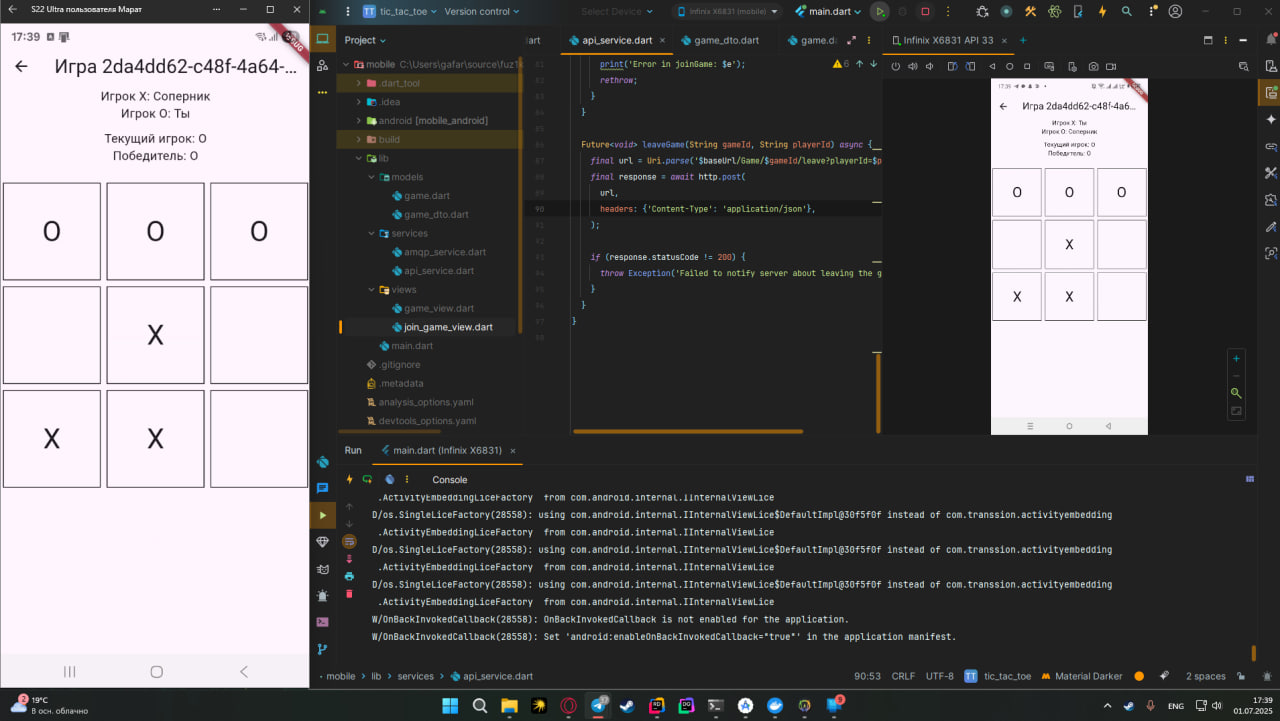 S22 Ultra пользователя Марат
17:39
Игра 2da4dd62-c48f-4a64-...
Игрок X: Соперник
Игрок O: Ты
Текущий игрок: O
Победитель: O
O O O
X
X X
TT tic_tac_toe Version control
Select Device
Infinix X6831 (mobile)
main.dart
Project
mobile C:\Users\gafar\source\fuz1
.dart_tool
.idea
android [mobile_android]
build
lib
models
game.dart
game_dto.dart
services
amqp_service.dart
api_service.dart
views
game_view.dart
join_game_view.dart
main.dart
.gitignore
.metadata
analysis_options.yaml
devtools_options.yaml
dart api_service.dart game_dto.dart game.d
6
81 print('Error in joinGame: $e');
82 rethrow;
83 }
84 }
85
86 Future<void> leaveGame(String gameId, String playerId) async {
87 final url = Uri.parse('$baseUrl/Game/$gameId/leave?playerId=$p
88 final response = await http.post(
89 url,
90 headers: {'Content-Type': 'application/json'},
91 );
92
93 if (response.statusCode != 200) {
94 throw Exception('Failed to notify server about leaving the g
95 }
96 }
97 }
98
Infinix X6831 API 33
17:39
Игра 2da4dd62-c48f-4a6...
Игрок X: Ты
Игрок O: Соперник
Текущий игрок: O
Победитель: O
O O O
X
X X
Run main.dart (Infinix X6831)
Console
.ActivityEmbeddingLiceFactory from com.android.internal.IInternalViewLice
D/os.SingleLiceFactory(28558): using com.android.internal.IInternalViewLice$DefaultImpl@30f5f0f instead of com.transsion.activityembedding
.ActivityEmbeddingLiceFactory from com.android.internal.IInternalViewLice
D/os.SingleLiceFactory(28558): using com.android.internal.IInternalViewLice$DefaultImpl@30f5f0f instead of com.transsion.activityembedding
.ActivityEmbeddingLiceFactory from com.android.internal.IInternalViewLice
D/os.SingleLiceFactory(28558): using com.android.internal.IInternalViewLice$DefaultImpl@30f5f0f instead of com.transsion.activityembedding
.ActivityEmbeddingLiceFactory from com.android.internal.IInternalViewLice
W/OnBackInvokedCallback(28558): OnBackInvokedCallback is not enabled for the application.
W/OnBackInvokedCallback(28558): Set 'android:enableOnBackInvokedCallback="true"' in the application manifest.
mobile > lib > services > api_service.dart
90:53 CRLF UTF-8 TT tic_tac_toe Material Darker 2 spaces
2
19°C
В осн. облачно
ENG
17:39
01.07.2025